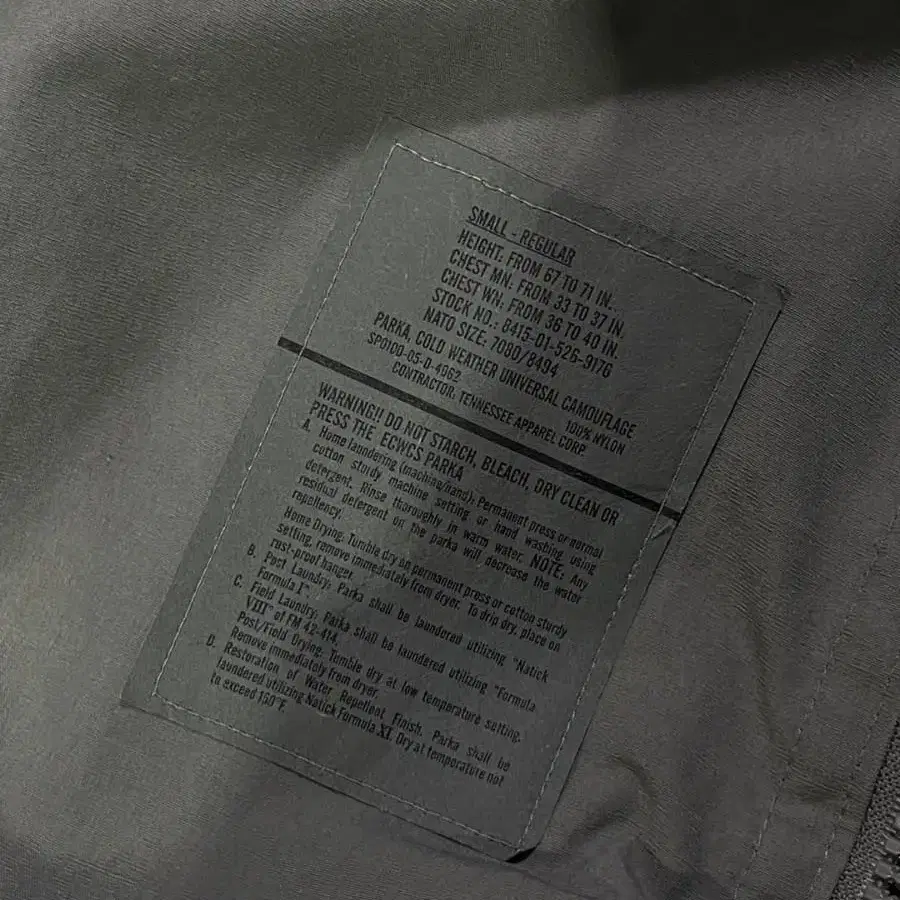 SMALL - REGULAR
HEIGHT: FROM 67 TO 71 IN.
CHEST MN: FROM 33 TO 37 IN.
CHEST WN: FROM 36 TO 40 IN.
STOCK NO.: 8415-01-526-9176
NATO SIZE: 7080/8494
PARKA, COLD WEATHER UNIVERSAL CAMOUFLAGE
SPO100-05-D-4962 100% NYLON
CONTRACTOR: TENNESSEE APPAREL CORP.
WARNING!! DO NOT STARCH, BLEACH, DRY CLEAN OR
PRESS THE ECWCS PARKA
A. Home laundering (machine/hand): Permanent press or normal
cotton sturdy machine setting or hand washing using
detergent. Rinse thoroughly in warm water. NOTE: Any
residual detergent on the parka will decrease the water
repellency.
Home Drying. Tumble dry on permanent press or cotton sturdy
setting, remove immediately from dryer. To drip dry, place on
rust-proof hanger.
B. Post Laundry: Parka shall be laundered utilizing "Natick
Formula I".
C. Field Laundry: Parka shall be laundered utilizing "Formula
VIII" of FM 42-414.
Post/Field Drying. Tumble dry at low temperature setting.
Remove immediately from dryer.
D. Restoration of Water Repellent Finish. Parka shall be
laundered utilizing Natick Formula XI. Dry at temperature not
to exceed 150°F.